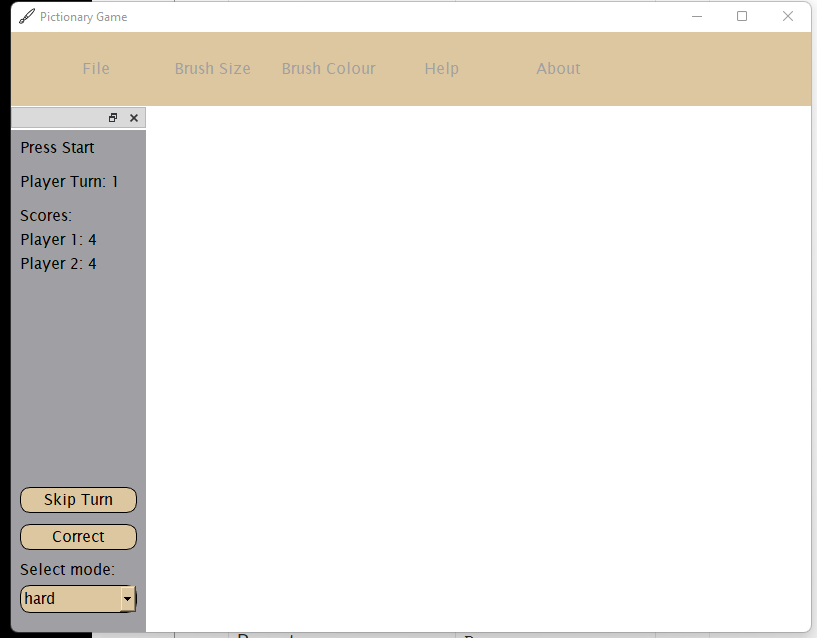 Pictionary Game
File Brush Size Brush Colour Help About
Press Start
Player Turn: 1
Scores:
Player 1: 4
Player 2: 4
Skip Turn
Correct
Select mode:
hard